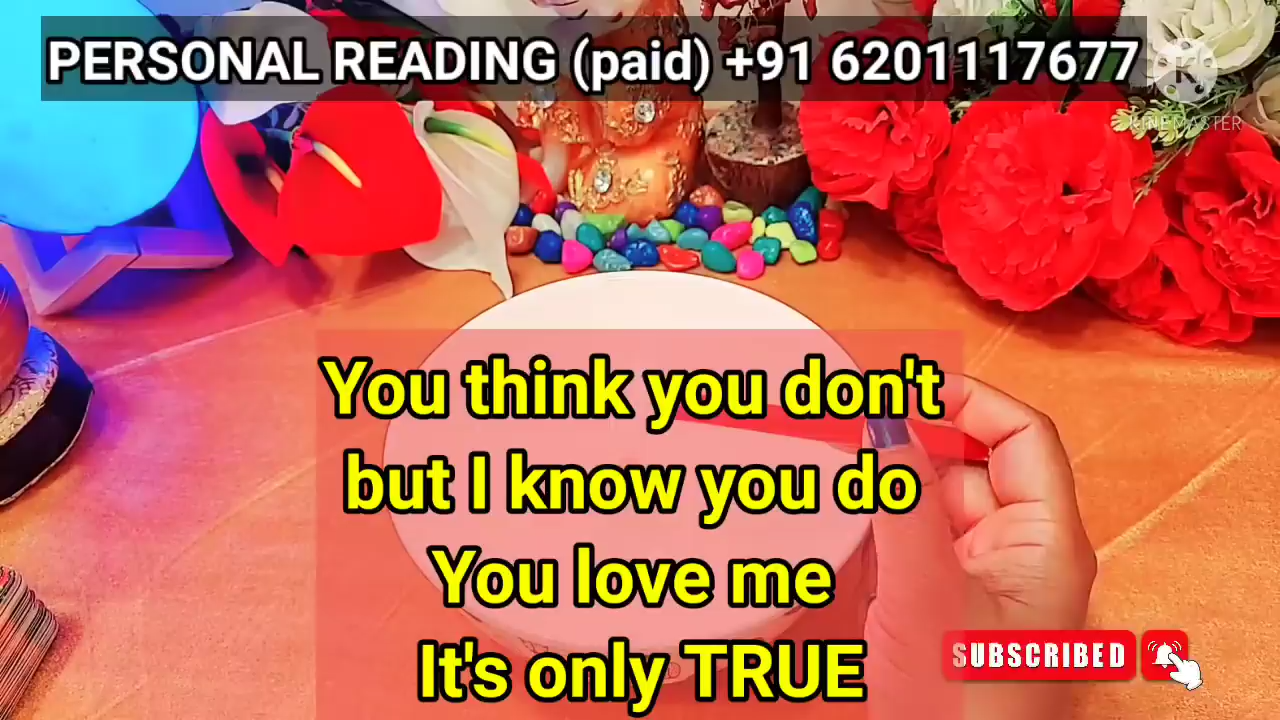 PERSONAL READING (paid) +91 6201117677
KINEMASTER
You think you don't
but I know you do
You love me
It's only TRUE
SUBSCRIBED